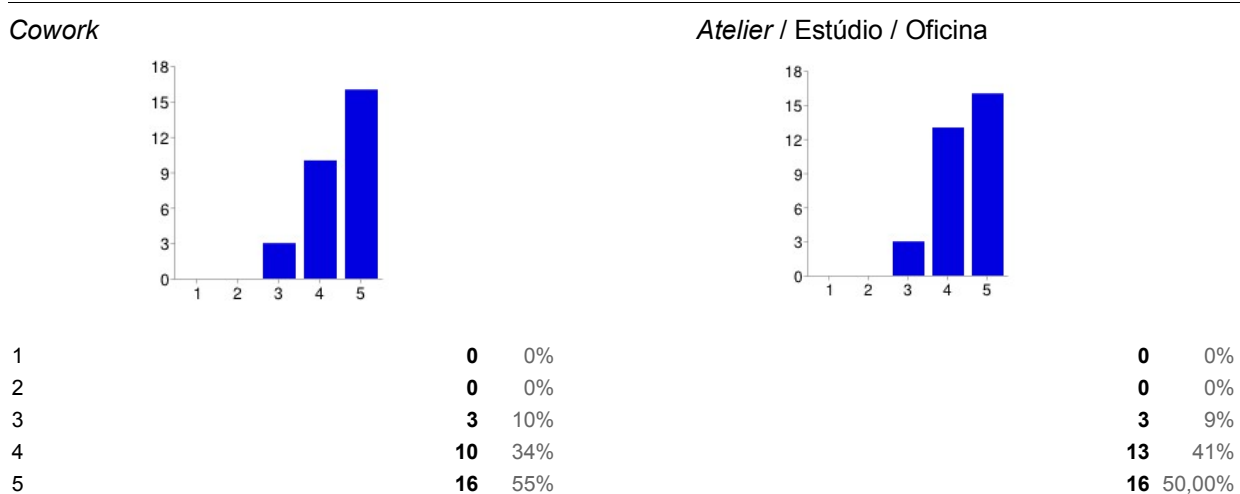 Cowork Atelier / Estúdio / Oficina
18 18
15 15
12 12
9 9
6 6
3 3
0 0
1 2 3 4 5 1 2 3 4 5
1 0 0% 0 0%
2 0 0% 0 0%
3 3 10% 3 9%
4 10 34% 13 41%
5 16 55% 16 50,00%